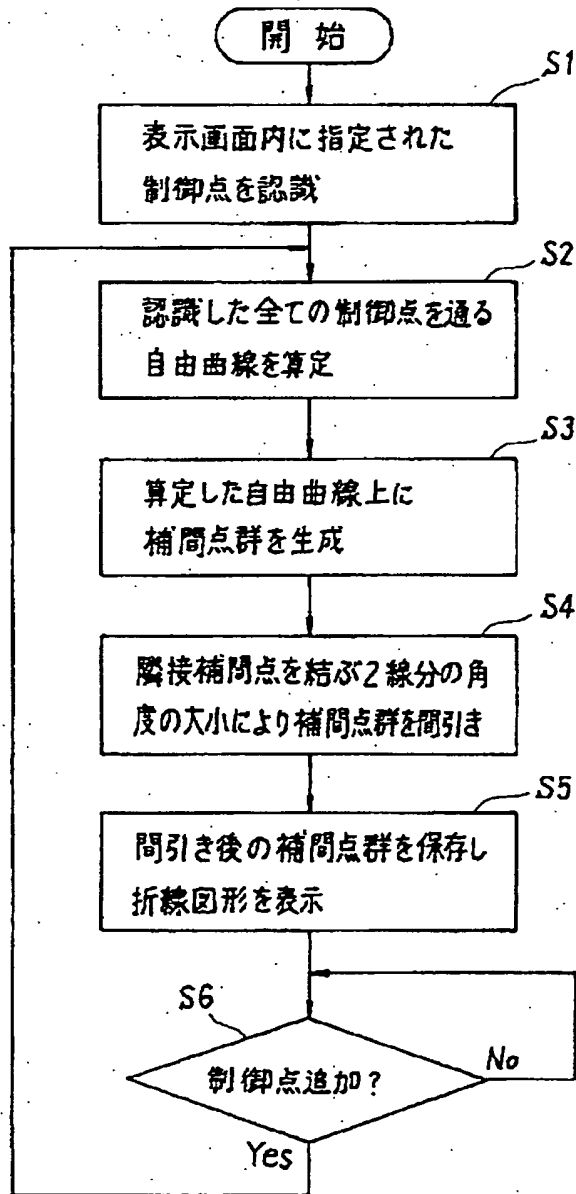 開始
S1
表示画面内に指定された
制御点を認識
S2
認識した全ての制御点を通る
自由曲線を算定
S3
算定した自由曲線上に
補間点群を生成
S4
隣接補間点を結ぶ2線分の角
度の大小により補間点群を間引き
S5
間引き後の補間点群を保存し
折線図形を表示
S6
制御点追加?
No
Yes